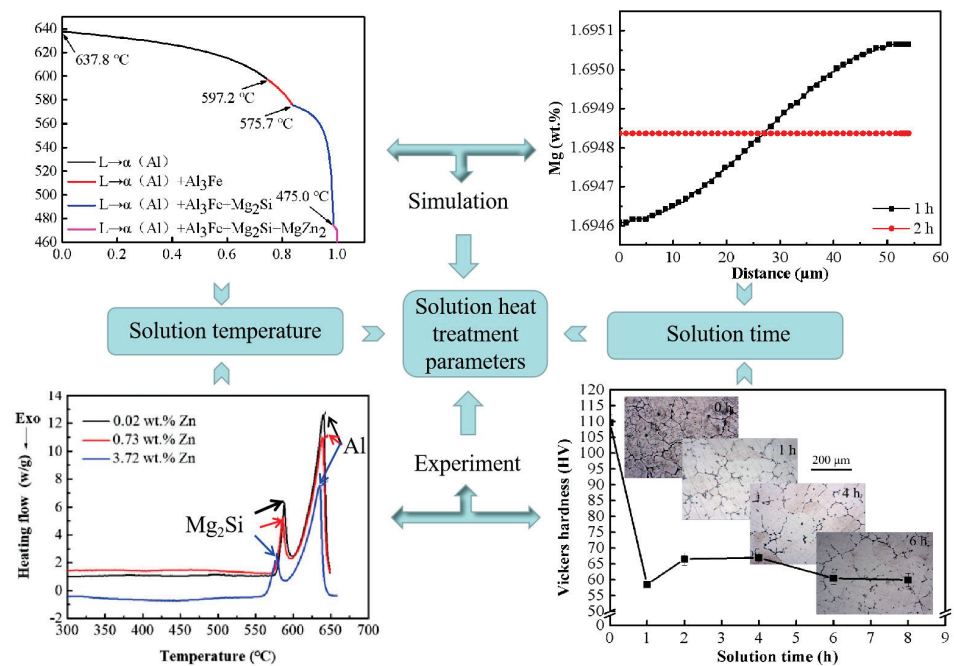 640
620
600
580
560
540
520
500
480
460
637.8 ℃
597.2 ℃
575.7 ℃
475.0 ℃
L→α（Al）
L→α（Al）+Al₃Fe
L→α（Al）+Al₃Fe+Mg₂Si
L→α（Al）+Al₃Fe+Mg₂Si+MgZn₂
0.0 0.2 0.4 0.6 0.8 1.0
Simulation
Mg (wt.%)
1.6951
1.6950
1.6949
1.6948
1.6947
1.6946
1 h
2 h
0 10 20 30 40 50 60
Distance (μm)
Solution temperature
Solution heat
treatment
parameters
Solution time
Experiment
Heating flow (w/g)
Exo
14
12
10
8
6
4
2
0
-2
0.02 wt.% Zn
0.73 wt.% Zn
3.72 wt.% Zn
Al
Mg₂Si
300 350 400 450 500 550 600 650 700
Temperature (℃)
Vickers hardness (HV)
120
115
110
105
100
95
90
85
80
75
70
65
60
55
50
0
0 h
1 h
200 μm
4 h
6 h
0 1 2 3 4 5 6 7 8 9
Solution time (h)